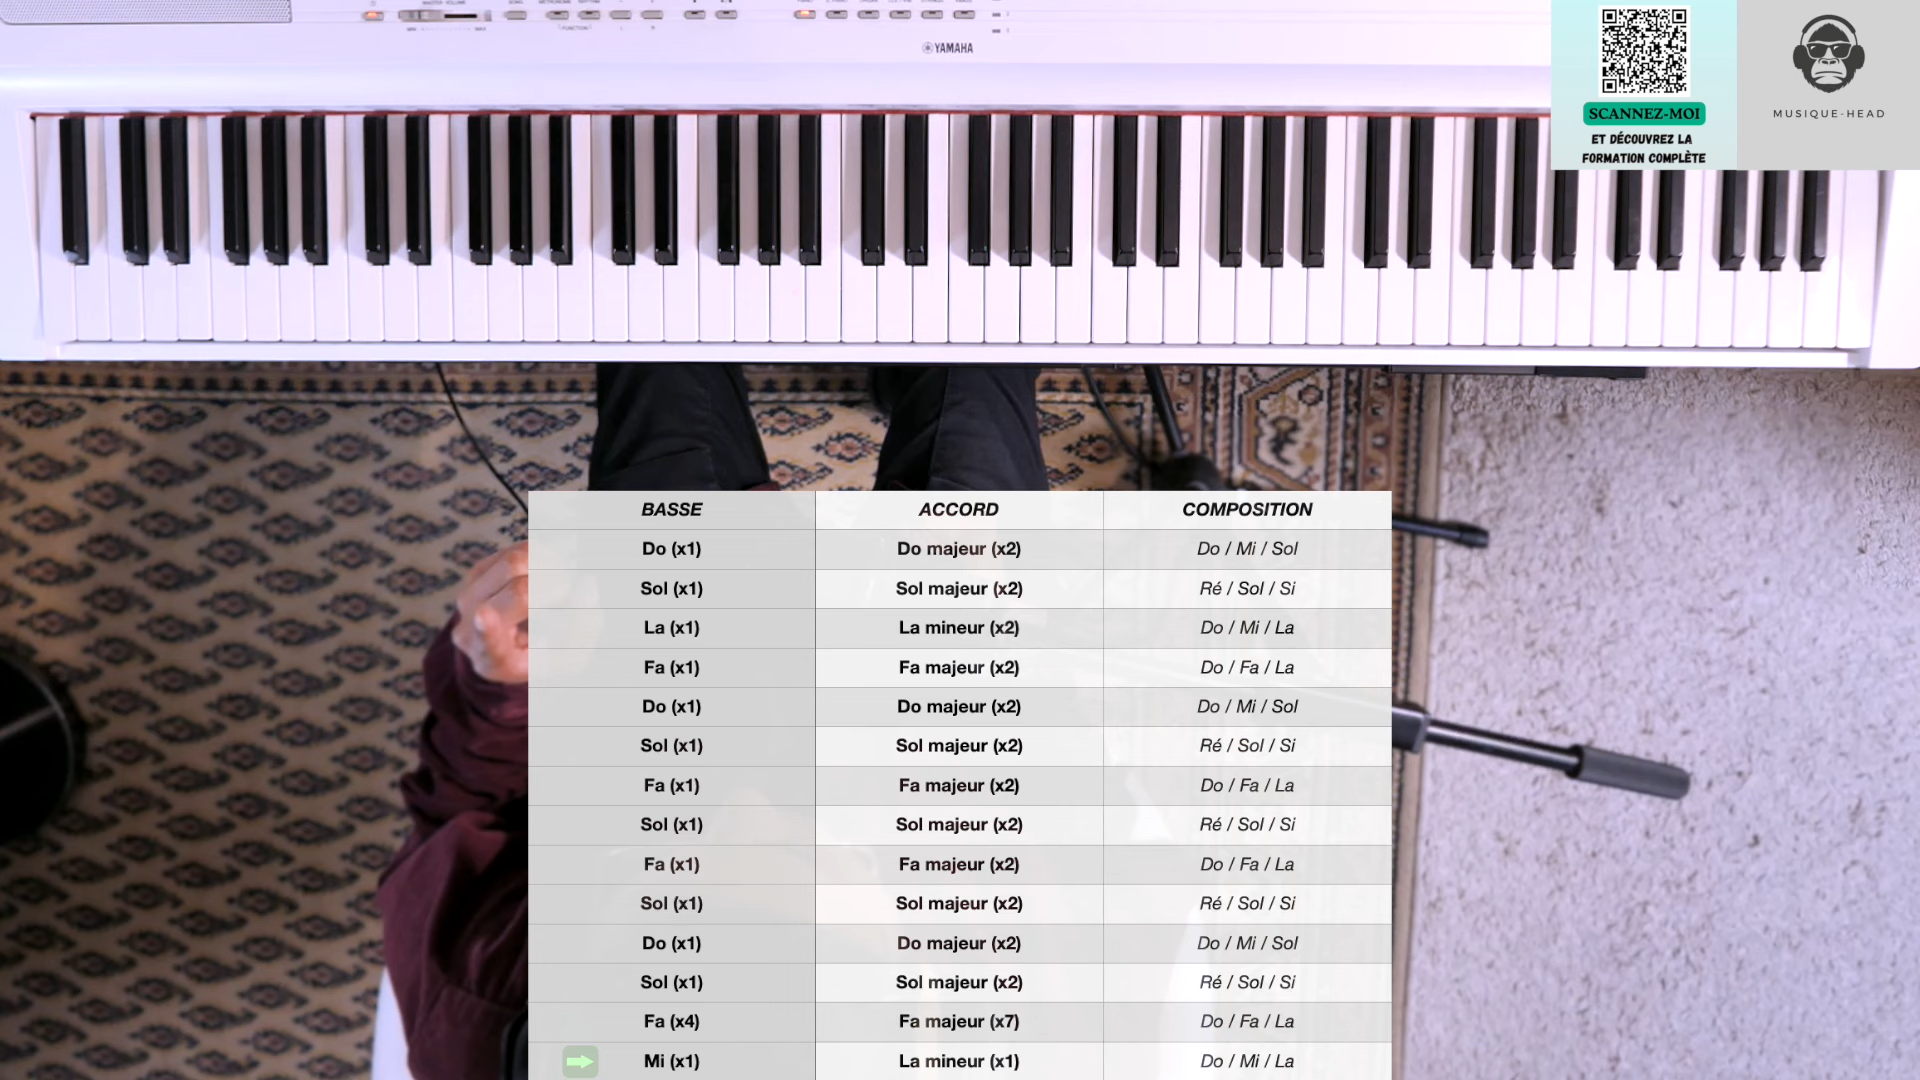 YAMAHA
SCANNEZ-MOI
ET DÉCOUVREZ LA
FORMATION COMPLÈTE
MUSIQUE-HEAD
BASSE ACCORD COMPOSITION
Do (x1) Do majeur (x2) Do / Mi / Sol
Sol (x1) Sol majeur (x2) Ré / Sol / Si
La (x1) La mineur (x2) Do / Mi / La
Fa (x1) Fa majeur (x2) Do / Fa / La
Do (x1) Do majeur (x2) Do / Mi / Sol
Sol (x1) Sol majeur (x2) Ré / Sol / Si
Fa (x1) Fa majeur (x2) Do / Fa / La
Sol (x1) Sol majeur (x2) Ré / Sol / Si
Fa (x1) Fa majeur (x2) Do / Fa / La
Sol (x1) Sol majeur (x2) Ré / Sol / Si
Do (x1) Do majeur (x2) Do / Mi / Sol
Sol (x1) Sol majeur (x2) Ré / Sol / Si
Fa (x4) Fa majeur (x7) Do / Fa / La
Mi (x1) La mineur (x1) Do / Mi / La